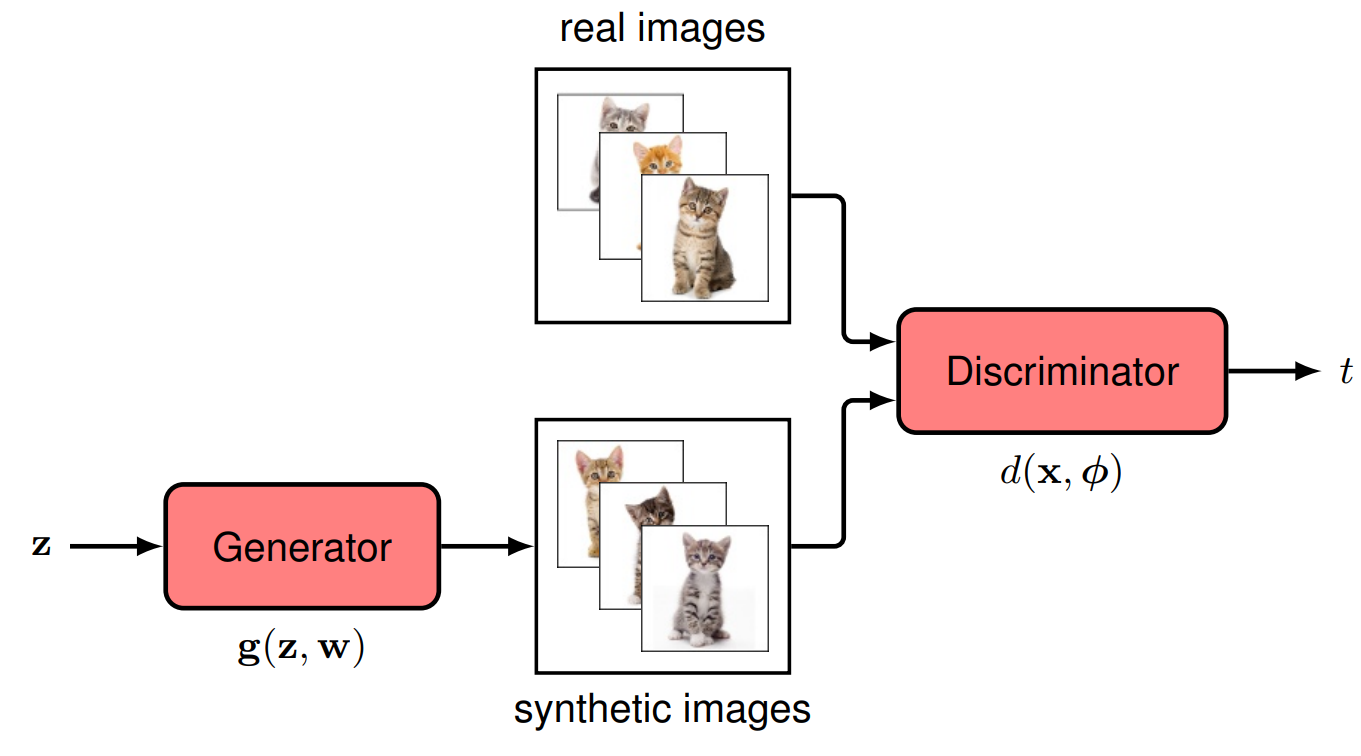 real images
Discriminator
t
d(x, ϕ)
z
Generator
g(z, w)
synthetic images